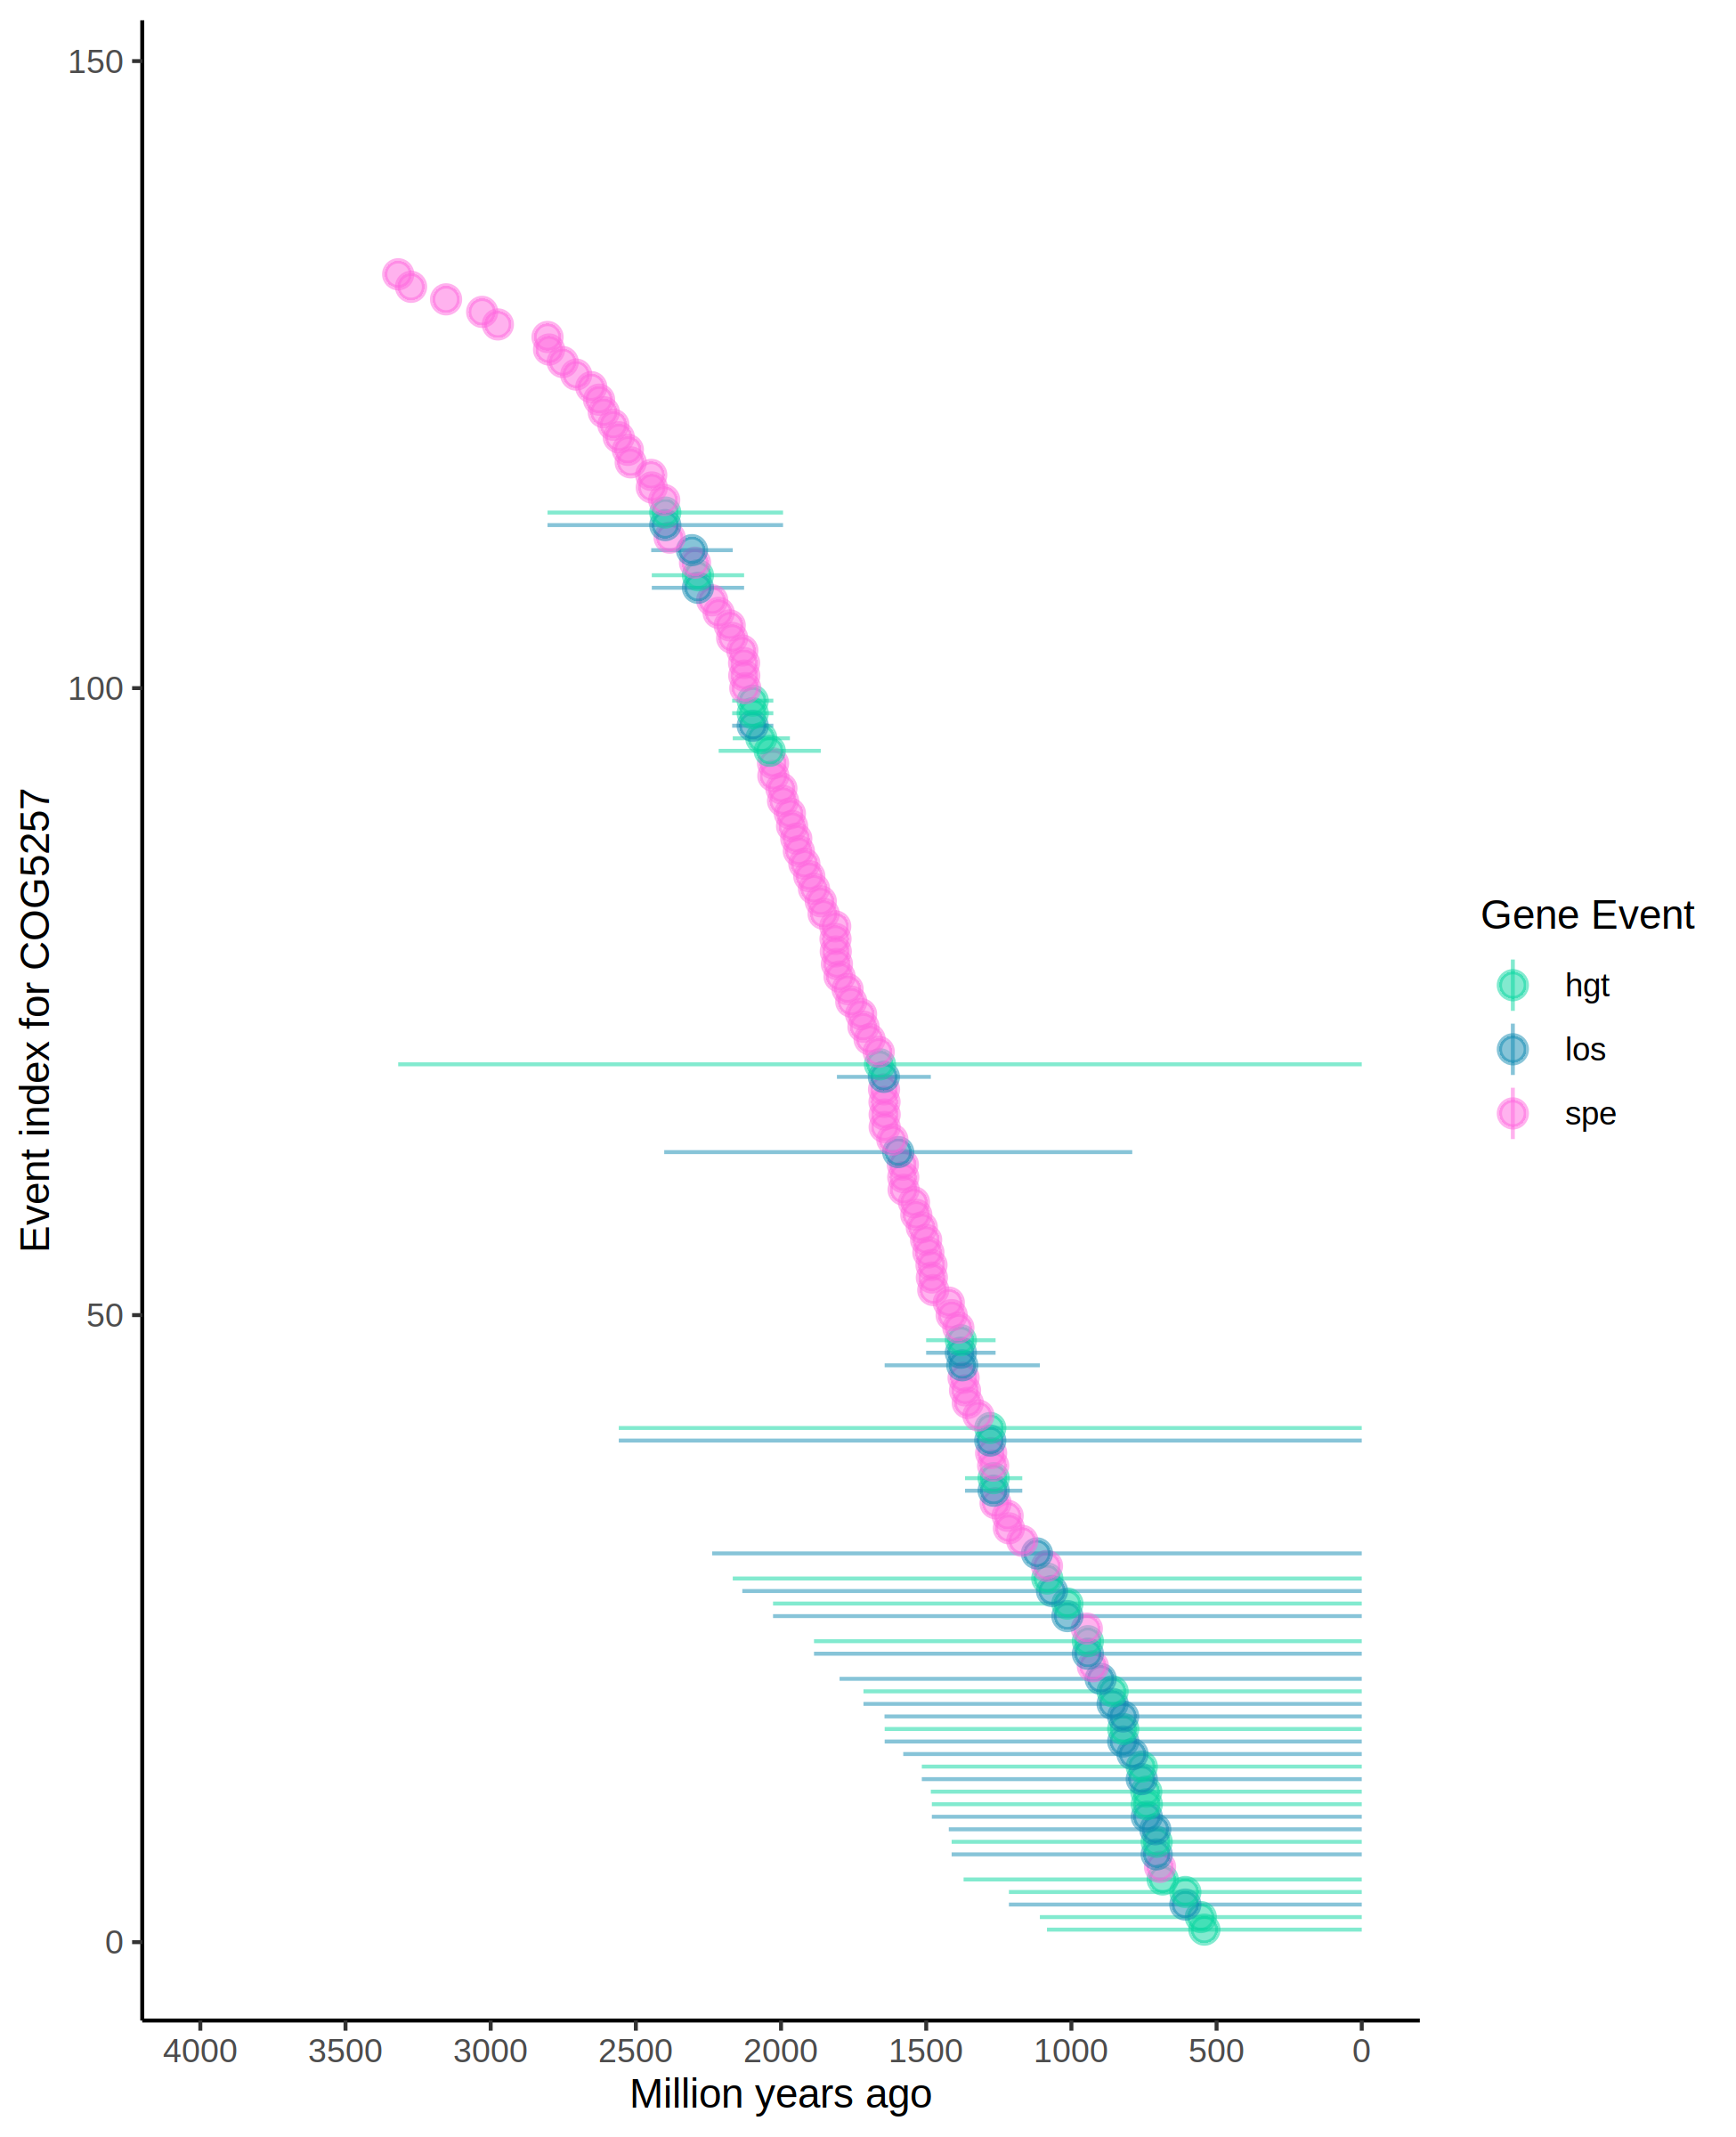 150
100
50
0
Event index for COG5257
4000 3500 3000 2500 2000 1500 1000 500 0
Million years ago
Gene Event
hgt
los
spe